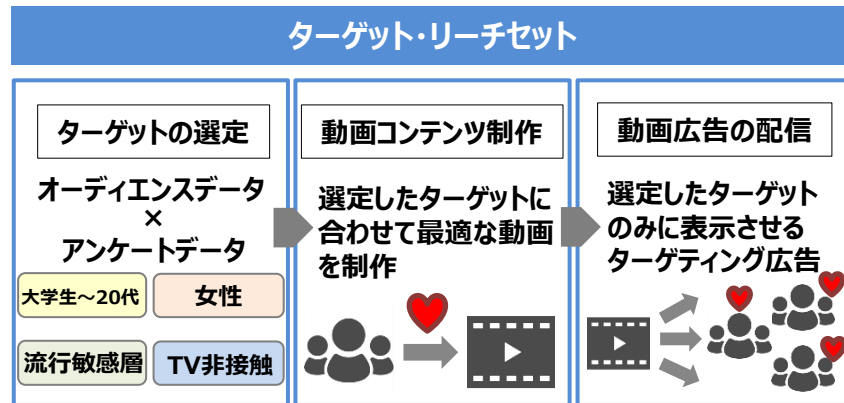 ターゲット・リーチセット
ターゲットの選定
オーディエンスデータ
×
アンケートデータ
大学生～20代
女性
流行敏感層
TV非接触
動画コンテンツ制作
選定したターゲットに
合わせて最適な動画
を制作
動画広告の配信
選定したターゲット
のみに表示させる
ターゲティング広告